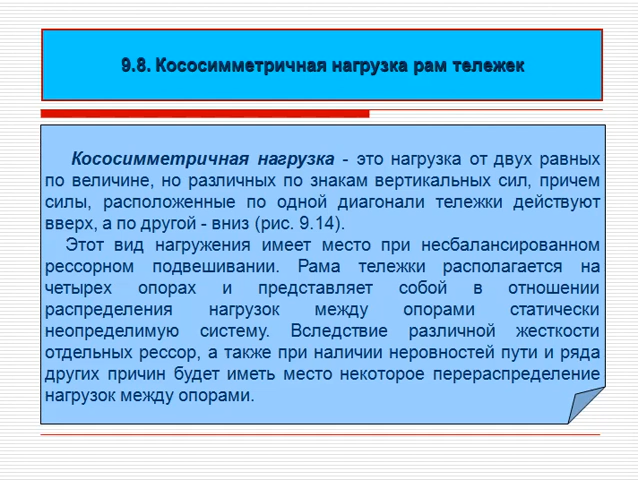 9.8. Кососимметричная нагрузка рам тележек
Кососимметричная нагрузка - это нагрузка от двух равных
по величине, но различных по знакам вертикальных сил, причем
силы, расположенные по одной диагонали тележки действуют
вверх, а по другой - вниз (рис. 9.14).
Этот вид нагружения имеет место при несбалансированном
рессорном подвешивании. Рама тележки располагается на
четырех опорах и представляет собой в отношении
распределения нагрузок между опорами статически
неопределимую систему. Вследствие различной жесткости
отдельных рессор, а также при наличии неровностей пути и ряда
других причин будет иметь место некоторое перераспределение
нагрузок между опорами.